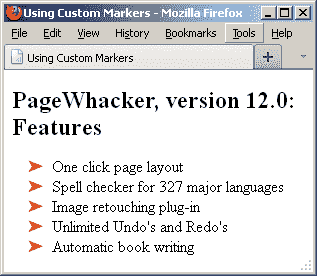 Using Custom Markers - Mozilla Firefox
File Edit View History Bookmarks Tools Help
Using Custom Markers
PageWhacker, version 12.0:
Features
One click page layout
Spell checker for 327 major languages
Image retouching plug-in
Unlimited Undo's and Redo's
Automatic book writing